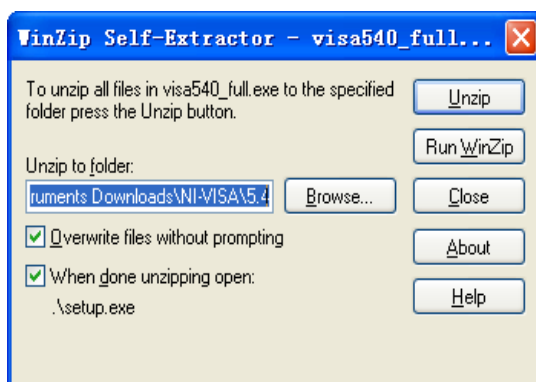 WinZip Self-Extractor - visa540_full...
To unzip all files in visa540_full.exe to the specified
folder press the Unzip button.
Unzip
Run WinZip
Unzip to folder:
ruments Downloads\NI-VISA\5.4
Browse...
Close
Overwrite files without prompting
About
When done unzipping open:
.\setup.exe
Help